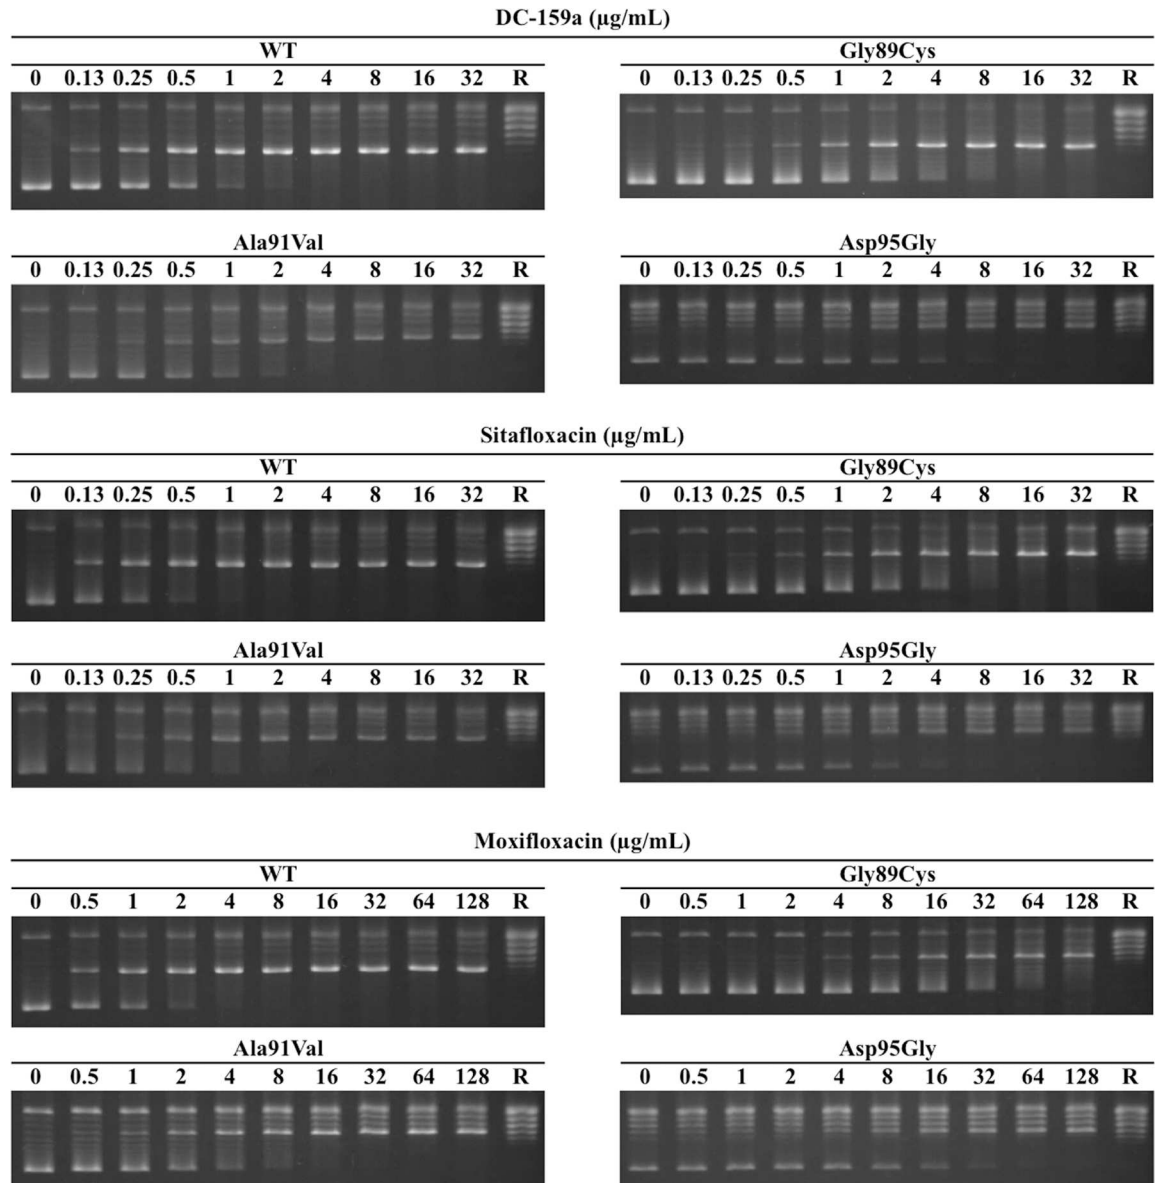 DC-159a (µg/mL)
WT
Gly89Cys
0 0.13 0.25 0.5 1 2 4 8 16 32 R
0 0.13 0.25 0.5 1 2 4 8 16 32 R
Ala91Val
Asp95Gly
0 0.13 0.25 0.5 1 2 4 8 16 32 R
0 0.13 0.25 0.5 1 2 4 8 16 32 R
Sitafloxacin (µg/mL)
WT
Gly89Cys
0 0.13 0.25 0.5 1 2 4 8 16 32 R
0 0.13 0.25 0.5 1 2 4 8 16 32 R
Ala91Val
Asp95Gly
0 0.13 0.25 0.5 1 2 4 8 16 32 R
0 0.13 0.25 0.5 1 2 4 8 16 32 R
Moxifloxacin (µg/mL)
WT
Gly89Cys
0 0.5 1 2 4 8 16 32 64 128 R
0 0.5 1 2 4 8 16 32 64 128 R
Ala91Val
Asp95Gly
0 0.5 1 2 4 8 16 32 64 128 R
0 0.5 1 2 4 8 16 32 64 128 R